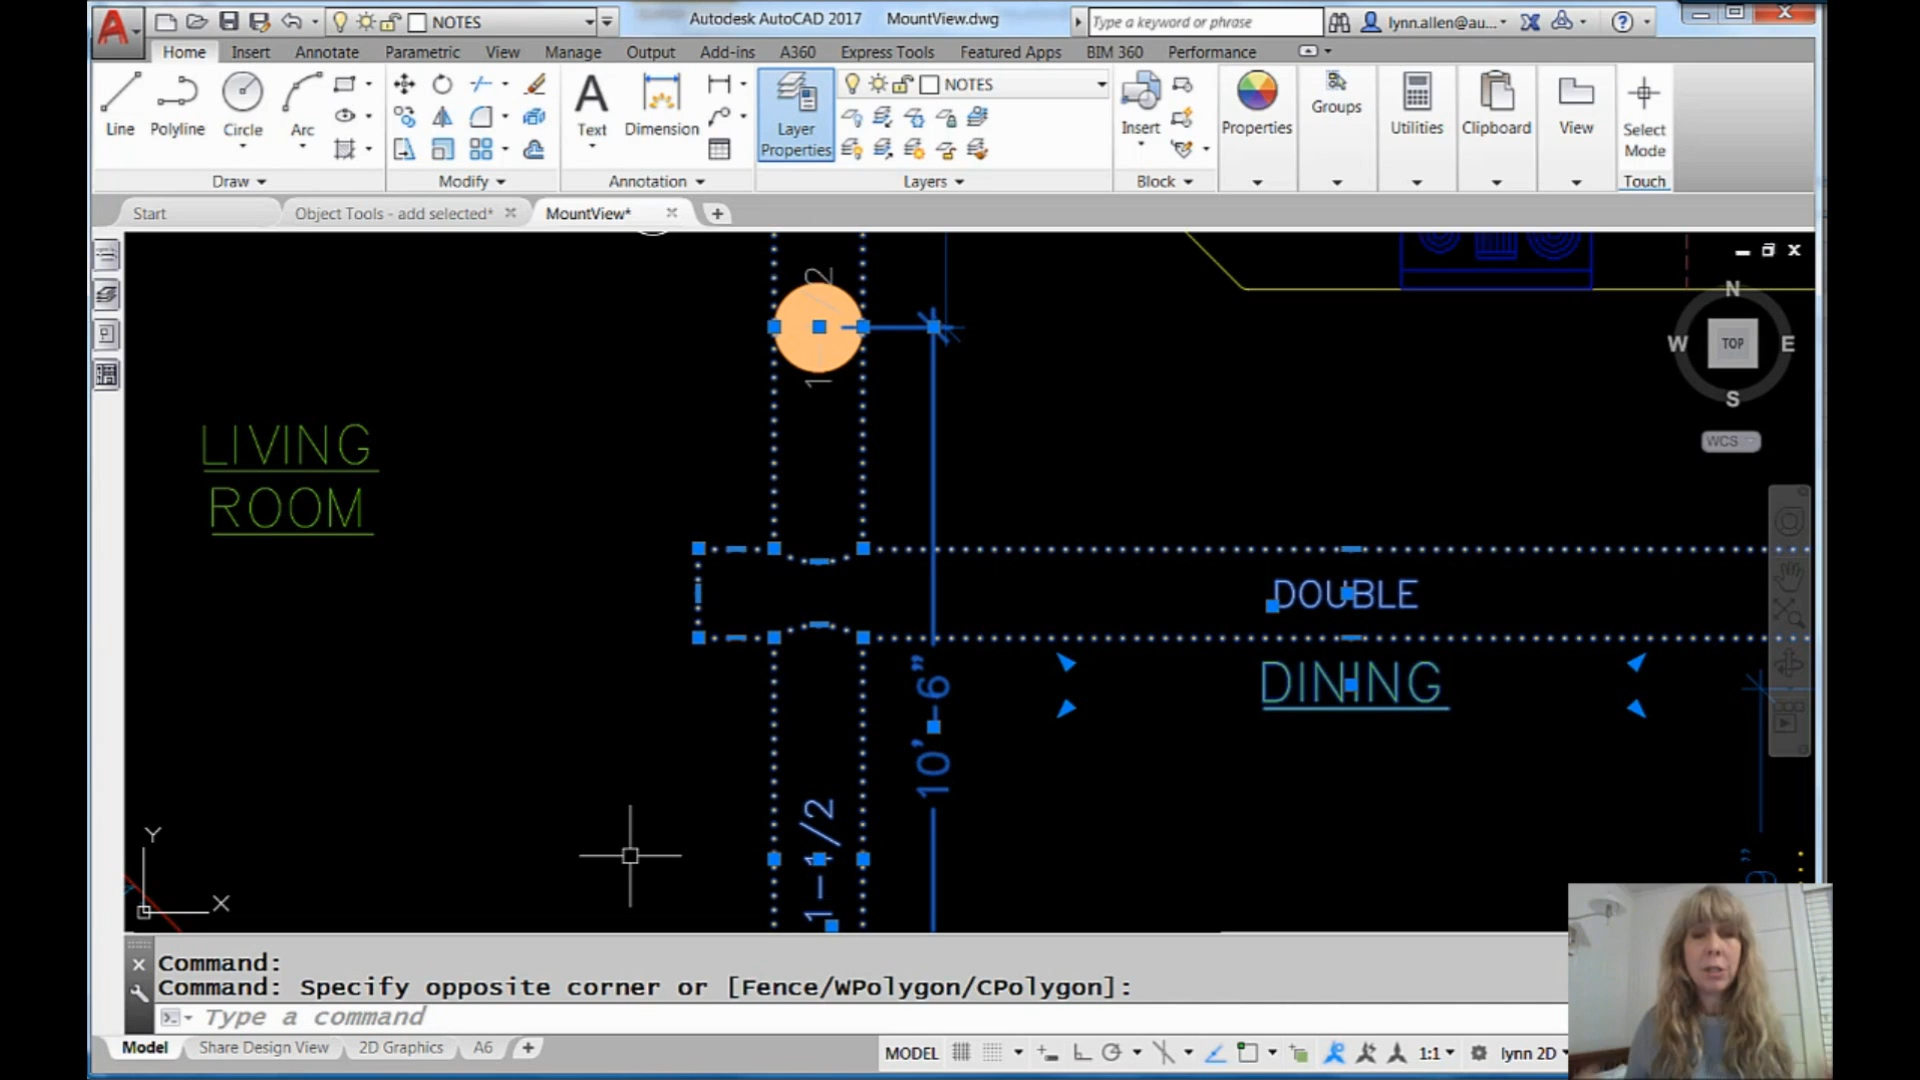 NOTES
Autodesk AutoCAD 2017 MountView.dwg
Type a keyword or phrase
lynn.allen@au...
Home Insert Annotate Parametric View Manage Output Add-ins A360 Express Tools Featured Apps BIM 360 Performance
Line Polyline Circle Arc
Text Dimension
Layer Properties
NOTES
Insert Properties Groups Utilities Clipboard View Select Mode
Draw Modify Annotation Layers Block Touch
Start Object Tools - add selected* MountView*
N
W TOP E
S
WCS
LIVING
ROOM
DOUBLE
DINING
10'-6"
1-1/2
Y
X
Command:
Command: Specify opposite corner or [Fence/WPolygon/CPolygon]:
Type a command
Model Share Design View 2D Graphics A6
MODEL 1:1 lynn 2D